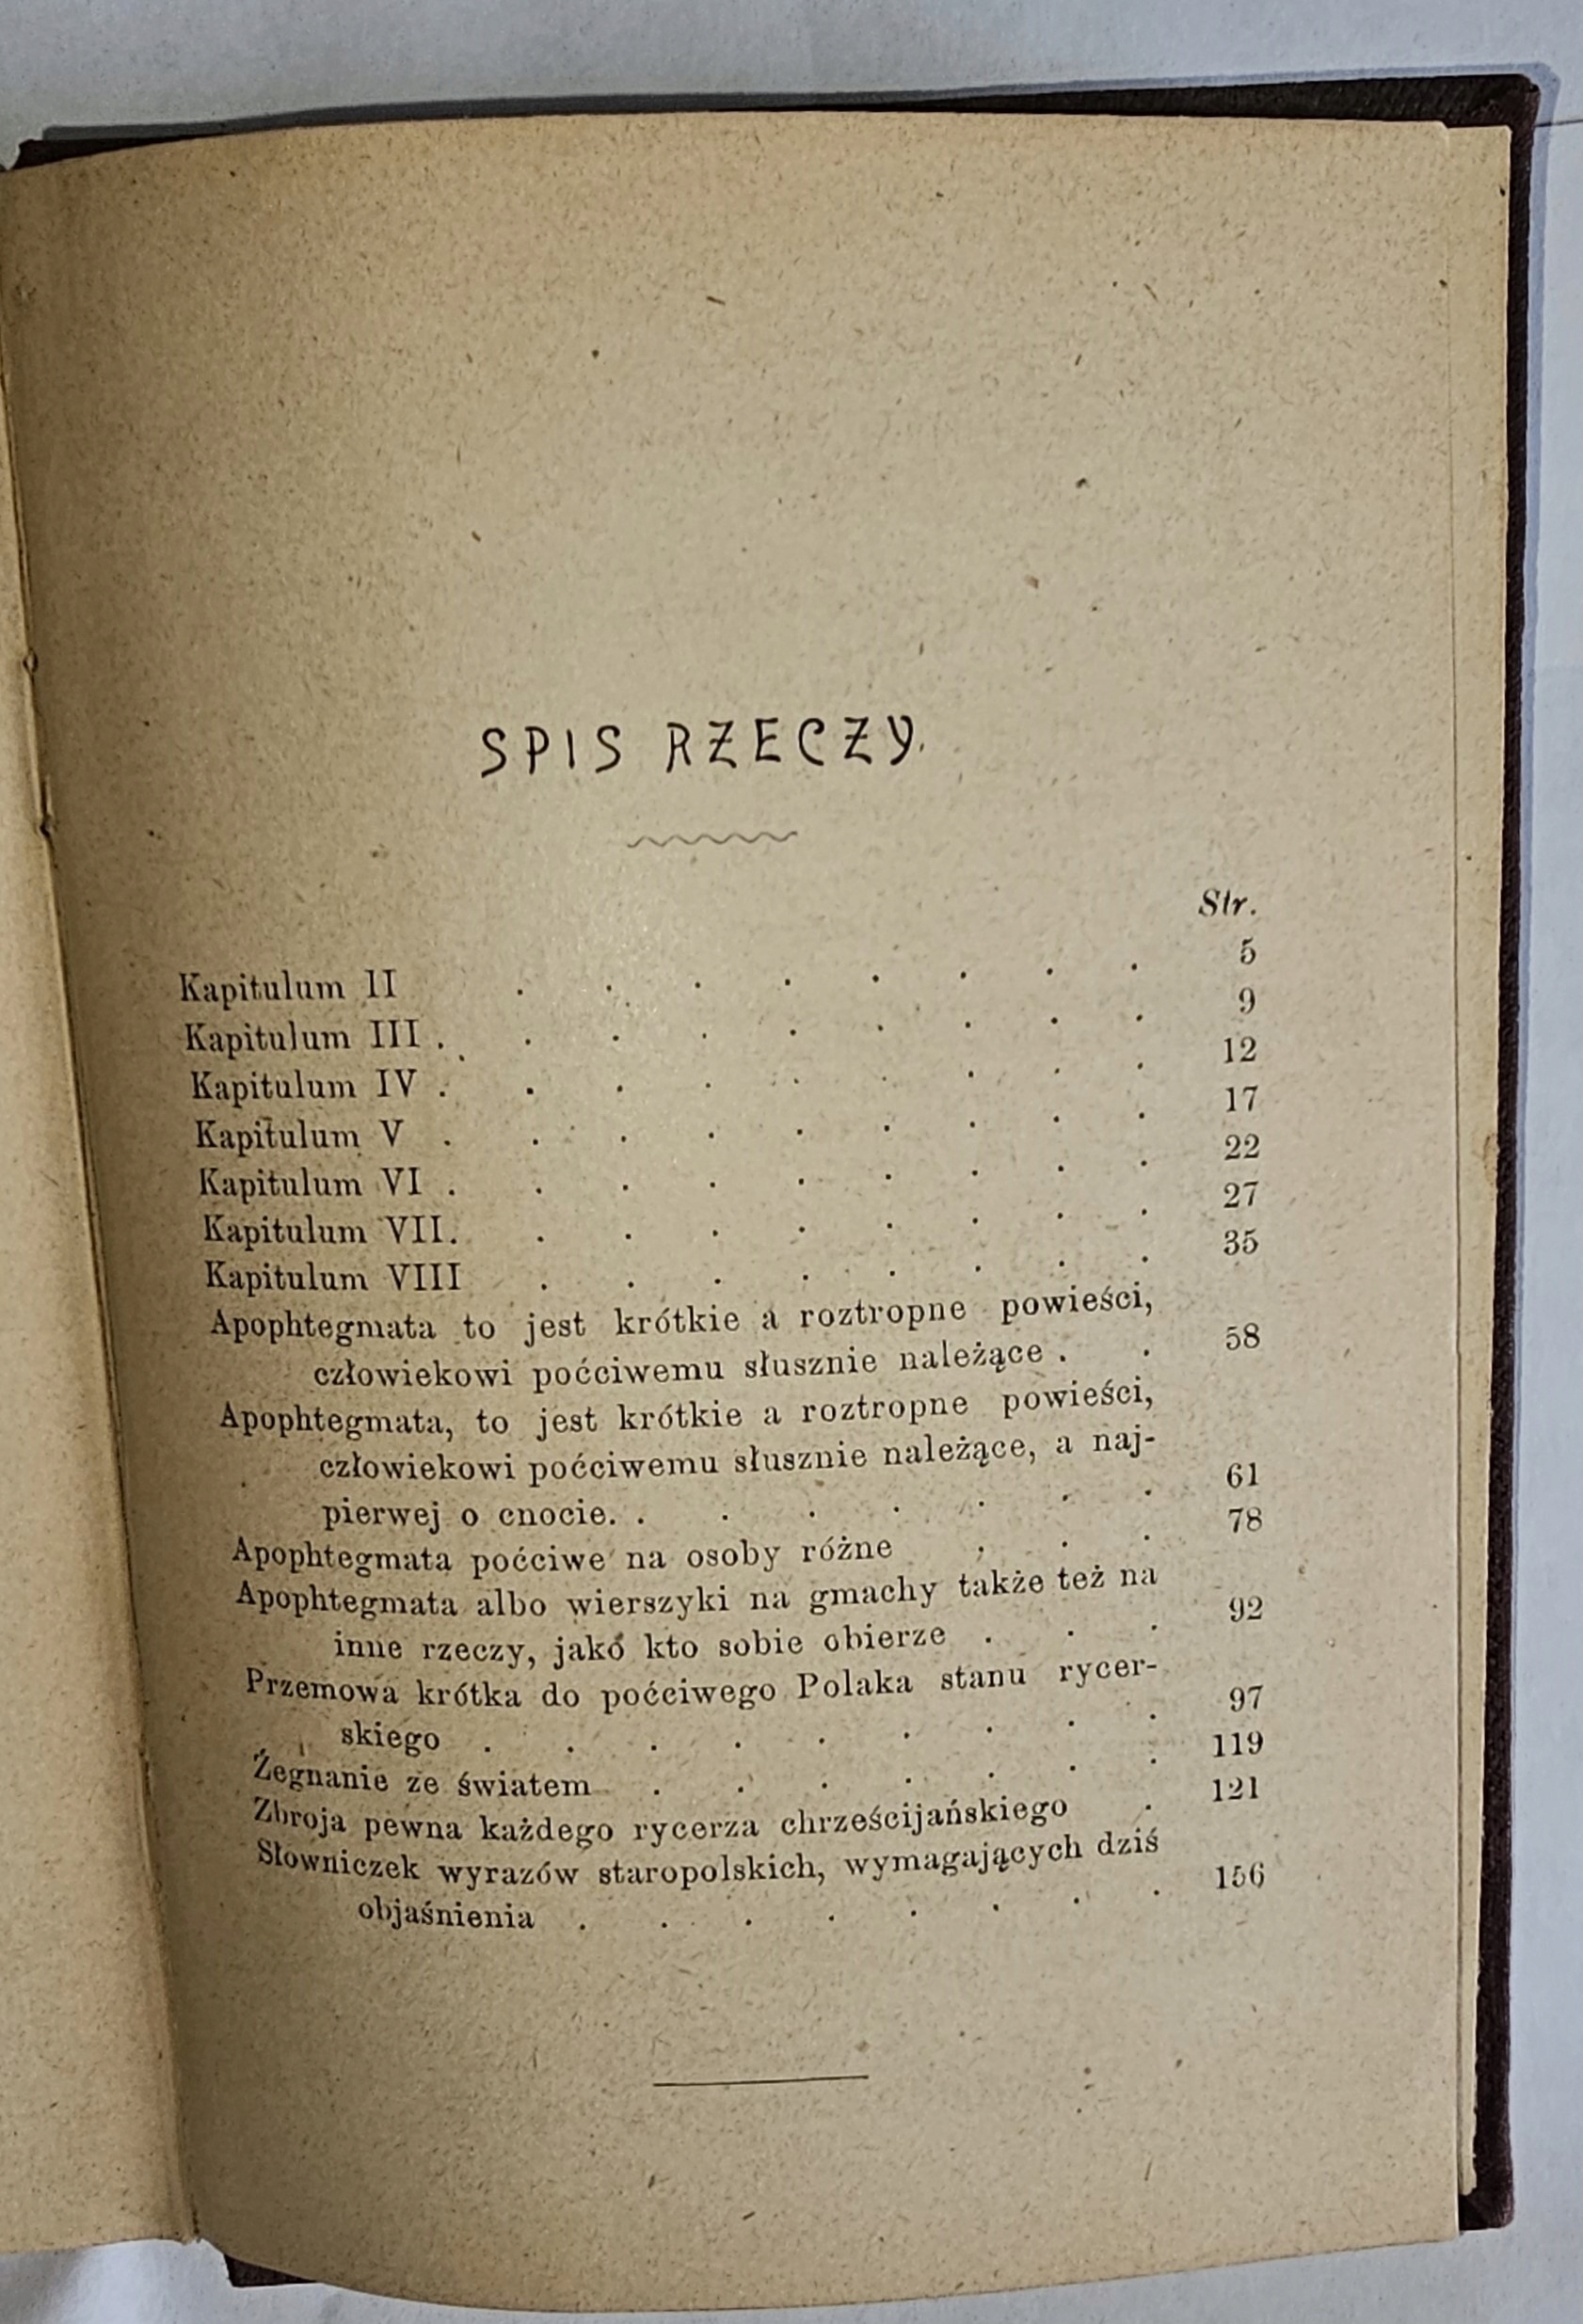 SPIS RZECZY.
Str.
Kapitulum II . . . . . . . . 5
Kapitulum III . . . . . . . . . 9
Kapitulum IV . . . . . . . . . 12
Kapitulum V . . . . . . . . . 17
Kapitulum VI . . . . . . . . . 22
Kapitulum VII. . . . . . . . . 27
Kapitulum VIII . . . . . . . . 35
Apophtegmata to jest krótkie a roztropne powieści,
człowiekowi poćciwemu słusznie należące . . 58
Apophtegmata, to jest krótkie a roztropne powieści,
człowiekowi poćciwemu słusznie należące, a naj-
pierwej o cnocie. . . . . . . . 61
Apophtegmata poćciwe na osoby różne . . . 78
Apophtegmata albo wierszyki na gmachy także też na
inne rzeczy, jako kto sobie obierze . . . 92
Przemowa krótka do poćciwego Polaka stanu rycer-
skiego . . . . . . . . . 97
Żegnanie ze światem . . . . . . . 119
Zbroja pewna każdego rycerza chrześcijańskiego . 121
Słowniczek wyrazów staropolskich, wymagających dziś
objaśnienia . . . . . . . . 156